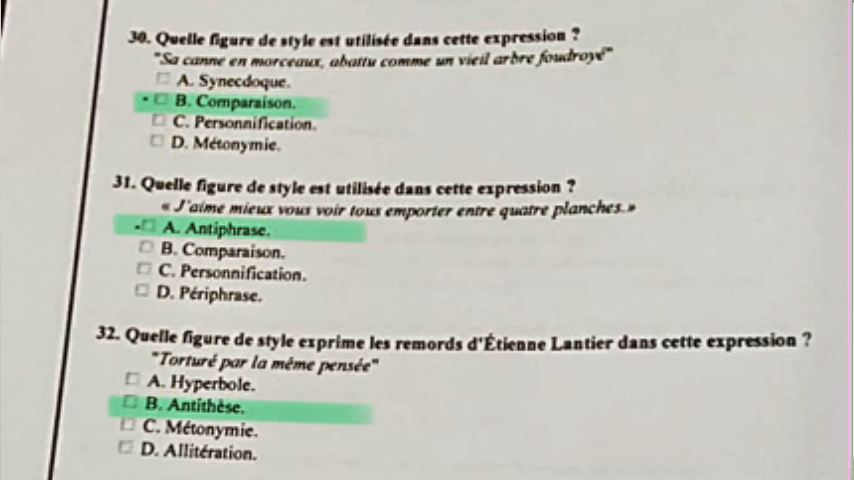 30. Quelle figure de style est utilisée dans cette expression ?
"Sa canne en morceaux, abattu comme un vieil arbre foudroyé"
A. Synecdoque.
B. Comparaison.
C. Personnification.
D. Métonymie.
31. Quelle figure de style est utilisée dans cette expression ?
« J'aime mieux vous voir tous emporter entre quatre planches.»
A. Antiphrase.
B. Comparaison.
C. Personnification.
D. Périphrase.
32. Quelle figure de style exprime les remords d'Étienne Lantier dans cette expression ?
"Torturé par la même pensée"
A. Hyperbole.
B. Antithèse.
C. Métonymie.
D. Allitération.